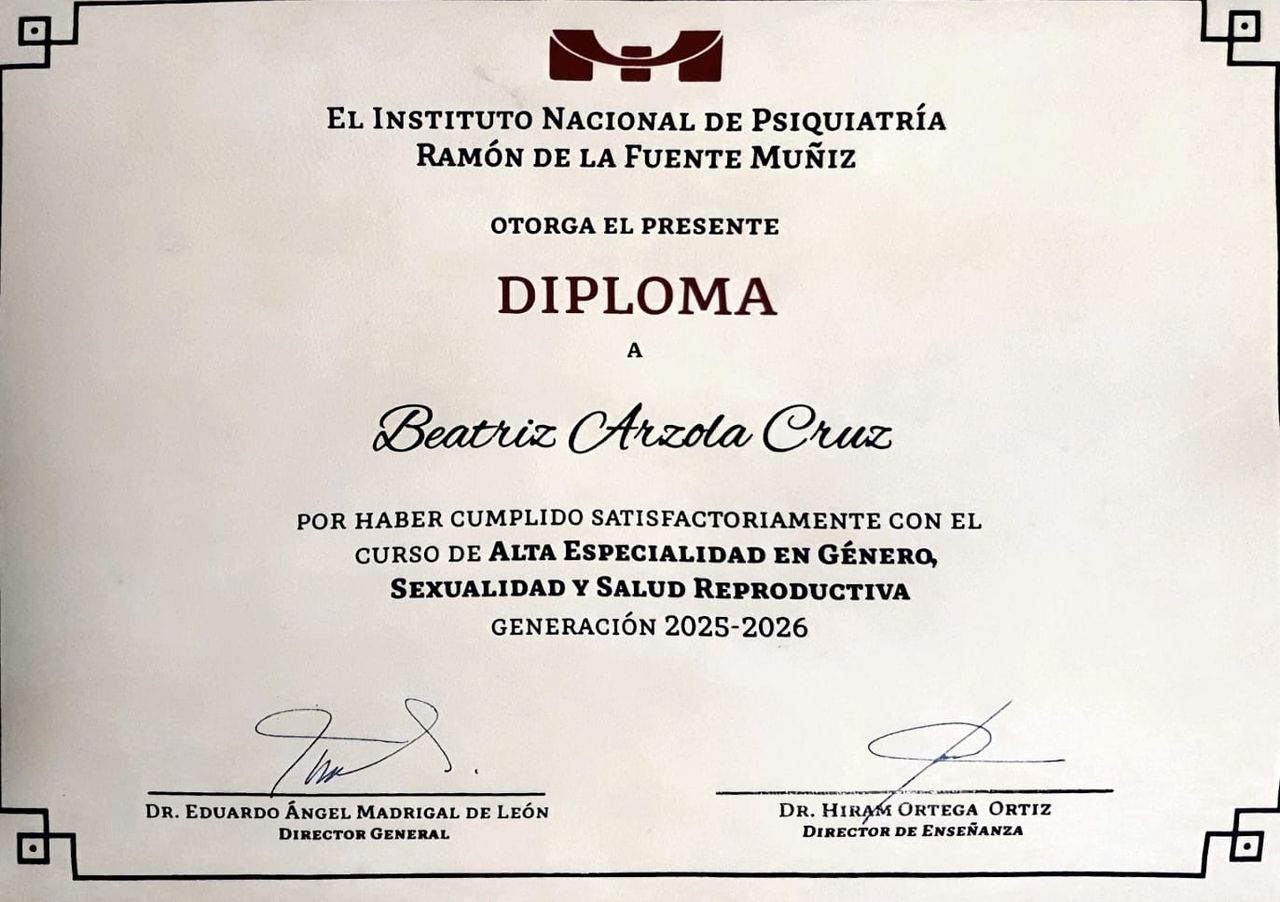 El Instituto Nacional de Psiquiatría
Ramón de la Fuente Muñiz
otorga el presente
DIPLOMA
a
Beatriz Arzola Cruz
por haber cumplido satisfactoriamente con el
curso de Alta Especialidad en Género,
Sexualidad y Salud Reproductiva
generación 2025-2026
Dr. Eduardo Ángel Madrigal de León
Director General
Dr. Hiram Ortega Ortiz
Director de Enseñanza